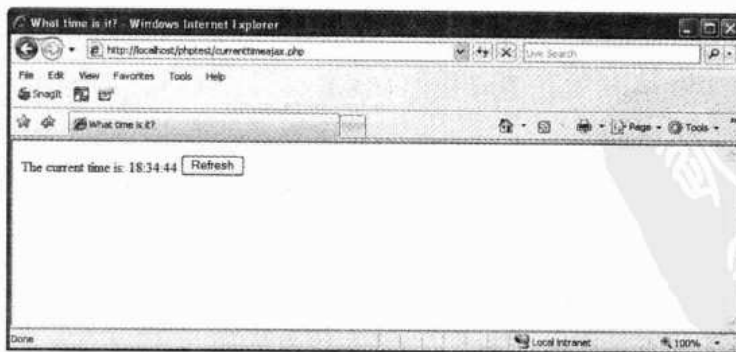 What time is it? - Windows Internet Explorer
http://localhost/phptest/currenttimeajax.php
Live Search
File Edit View Favorites Tools Help
SnagIt
What time is it?
Page Tools
The current time is: 18:34:44 Refresh
Done
Local intranet
100%